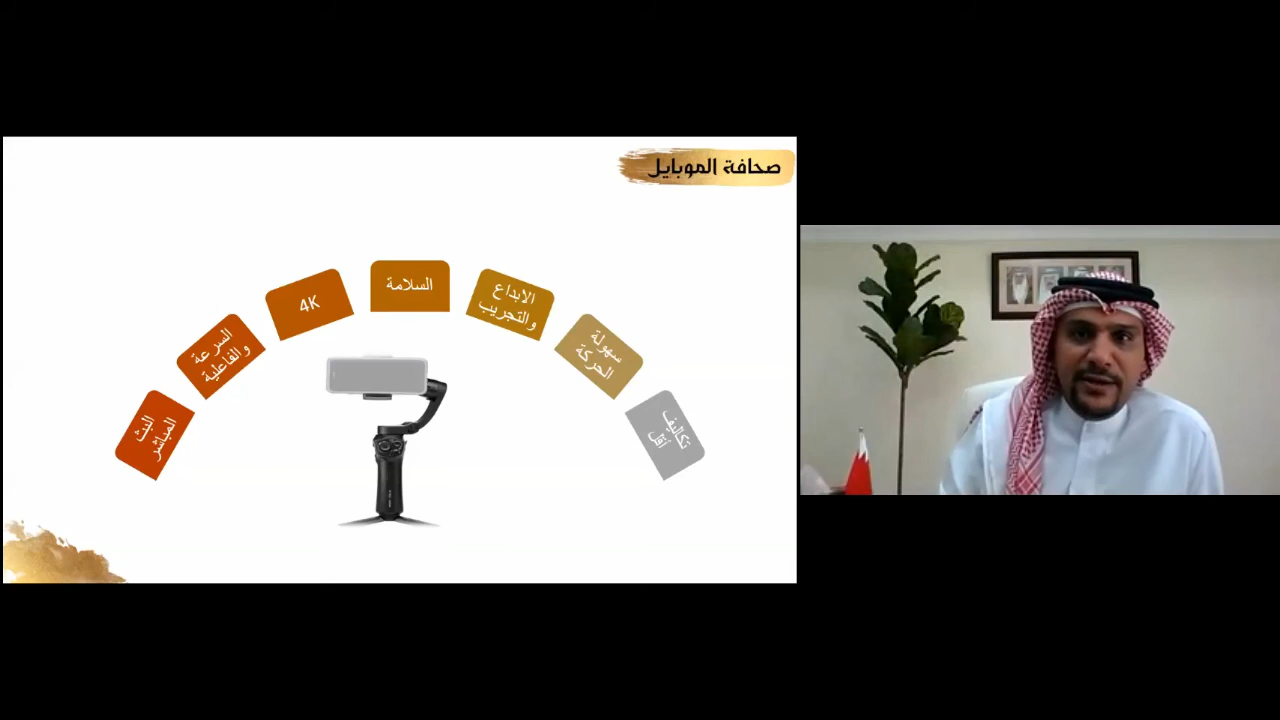 صحافة الموبايل
تكاليف
أقل
سهولة
الحركة
الابداع
والتجريب
السلامة
4K
السرعة
والفاعلية
البث
المباشر